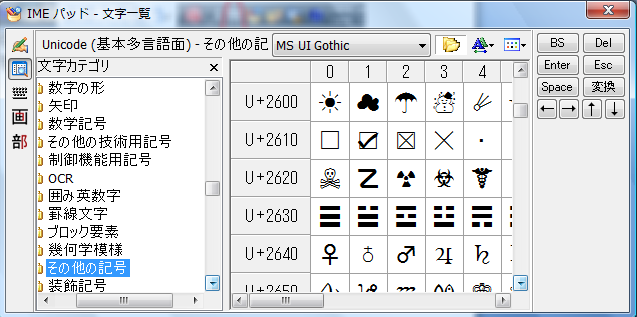 IME パッド - 文字一覧
Unicode (基本多言語面) - その他の記
MS UI Gothic
BS Del
Enter Esc
Space 変換
← → ↑ ↓
文字カテゴリ
画
部
数字の形
矢印
数学記号
その他の技術用記号
制御機能用記号
OCR
囲み英数字
罫線文字
ブロック要素
幾何学模様
その他の記号
装飾記号
0 1 2 3 4
U+2600 ☀ ☁ ☂ ☃ ☄
U+2610 ☐ ☑ ☒ ☓ ・
U+2620 ☠ ☡ ☢ ☣ ☤
U+2630 ☰ ☱ ☲ ☳ ☴
U+2640 ♀ ♁ ♂ ♃ ♄
U+2650